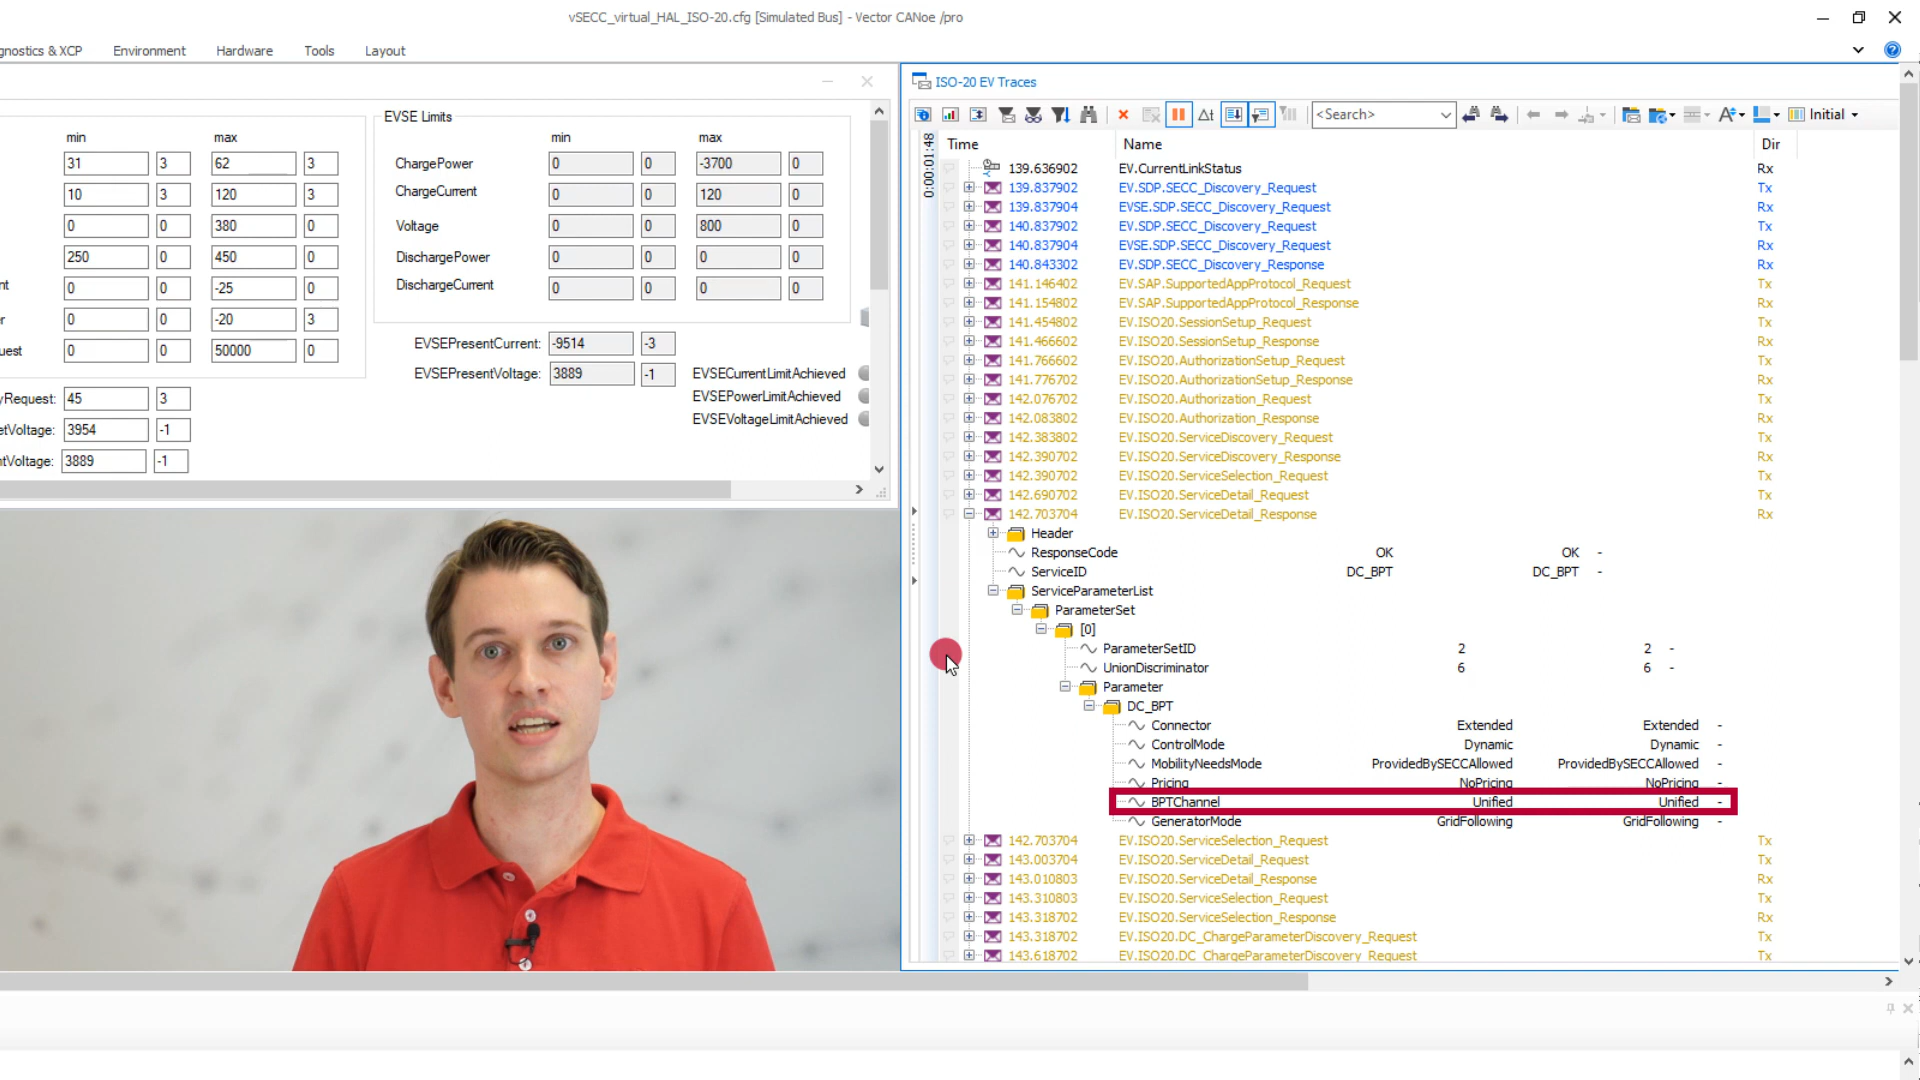 vSECC_virtual_HAL_ISO-20.cfg [Simulated Bus] - Vector CANoe /pro
gnostics & XCP Environment Hardware Tools Layout
min max
31 3 62 3
10 3 120 3
0 0 380 0
250 0 450 0
nt 0 0 -25 0
r 0 0 -20 3
uest 0 0 50000 0
yRequest: 45 3
etVoltage: 3954 -1
ntVoltage: 3889 -1
EVSE Limits
min max
ChargePower 0 0 -3700 0
ChargeCurrent 0 0 120 0
Voltage 0 0 800 0
DischargePower 0 0 0 0
DischargeCurrent 0 0 0 0
EVSEPresentCurrent: -9514 -3
EVSEPresentVoltage: 3889 -1
EVSECurrentLimitAchieved
EVSEPowerLimitAchieved
EVSEVoltageLimitAchieved
ISO-20 EV Traces
Δt <Search> A Initial
0:00:01:48
Time Name Dir
139.636902 EV.CurrentLinkStatus Rx
139.837902 EV.SDP.SECC_Discovery_Request Tx
139.837904 EVSE.SDP.SECC_Discovery_Request Rx
140.837902 EV.SDP.SECC_Discovery_Request Tx
140.837904 EVSE.SDP.SECC_Discovery_Request Rx
140.843302 EV.SDP.SECC_Discovery_Response Rx
141.146402 EV.SAP.SupportedAppProtocol_Request Tx
141.154802 EV.SAP.SupportedAppProtocol_Response Rx
141.454802 EV.ISO20.SessionSetup_Request Tx
141.466602 EV.ISO20.SessionSetup_Response Rx
141.766602 EV.ISO20.AuthorizationSetup_Request Tx
141.776702 EV.ISO20.AuthorizationSetup_Response Rx
142.076702 EV.ISO20.Authorization_Request Tx
142.083802 EV.ISO20.Authorization_Response Rx
142.383802 EV.ISO20.ServiceDiscovery_Request Tx
142.390702 EV.ISO20.ServiceDiscovery_Response Rx
142.390702 EV.ISO20.ServiceSelection_Request Tx
142.690702 EV.ISO20.ServiceDetail_Request Tx
142.703704 EV.ISO20.ServiceDetail_Response Rx
Header
ResponseCode OK OK -
ServiceID DC_BPT DC_BPT -
ServiceParameterList
ParameterSet
[0]
ParameterSetID 2 2 -
UnionDiscriminator 6 6 -
Parameter
DC_BPT
Connector Extended Extended -
ControlMode Dynamic Dynamic -
MobilityNeedsMode ProvidedBySECCAllowed ProvidedBySECCAllowed -
Pricing NoPricing NoPricing -
BPTChannel Unified Unified -
GeneratorMode GridFollowing GridFollowing -
142.703704 EV.ISO20.ServiceSelection_Request Tx
143.003704 EV.ISO20.ServiceDetail_Request Tx
143.010803 EV.ISO20.ServiceDetail_Response Rx
143.310803 EV.ISO20.ServiceSelection_Request Tx
143.318702 EV.ISO20.ServiceSelection_Response Rx
143.318702 EV.ISO20.DC_ChargeParameterDiscovery_Request Tx
143.618702 EV.ISO20.DC_ChargeParameterDiscovery_Request Tx